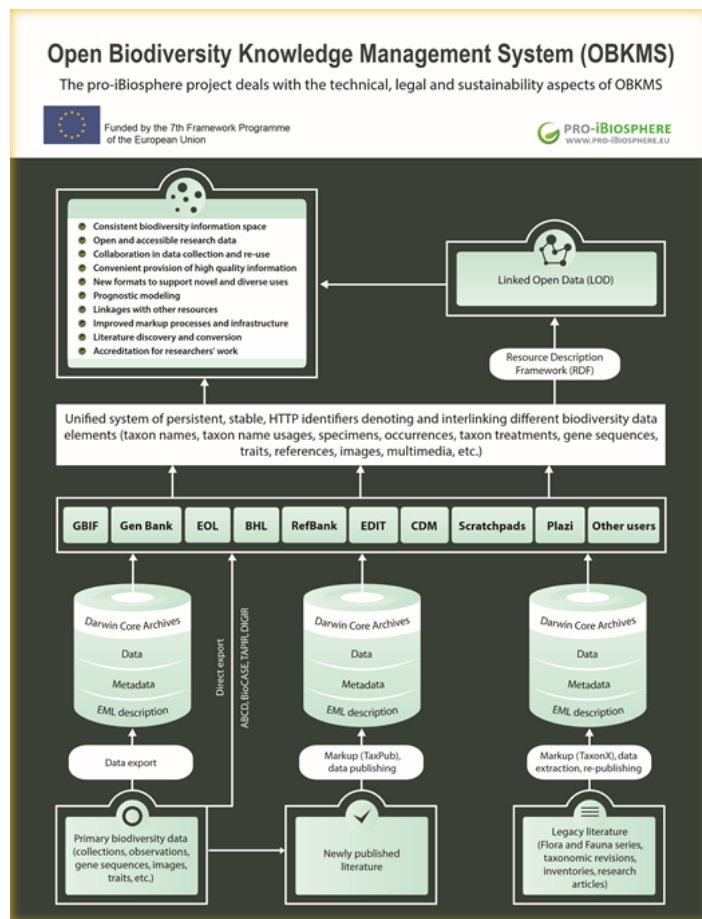 Open Biodiversity Knowledge Management System (OBKMS)
The pro-iBiosphere project deals with the technical, legal and sustainability aspects of OBKMS
Funded by the 7th Framework Programme
of the European Union
PRO-iBIOSPHERE
WWW.PRO-IBIOSPHERE.EU
Consistent biodiversity information space
Open and accessible research data
Collaboration in data collection and re-use
Convenient provision of high quality information
New formats to support novel and diverse uses
Prognostic modeling
Linkages with other resources
Improved markup processes and infrastructure
Literature discovery and conversion
Accreditation for researchers' work
Linked Open Data (LOD)
Resource Description
Framework (RDF)
Unified system of persistent, stable, HTTP identifiers denoting and interlinking different biodiversity data
elements (taxon names, taxon name usages, specimens, occurrences, taxon treatments, gene sequences,
traits, references, images, multimedia, etc.)
GBIF
Gen Bank
EOL
BHL
RefBank
EDIT
CDM
Scratchpads
Plazi
Other users
Darwin Core Archives
Data
Metadata
EML description
Direct export
ABCD, BioCASE, TAPIR, DIGIR
Darwin Core Archives
Data
Metadata
EML description
Darwin Core Archives
Data
Metadata
EML description
Data export
Markup (TaxPub),
data publishing
Markup (TaxonX), data
extraction, re-publishing
Primary biodiversity data
(collections, observations,
gene sequences, images,
traits, etc.)
Newly published
literature
Legacy literature
(Flora and Fauna series,
taxonomic revisions,
inventories, research
articles)